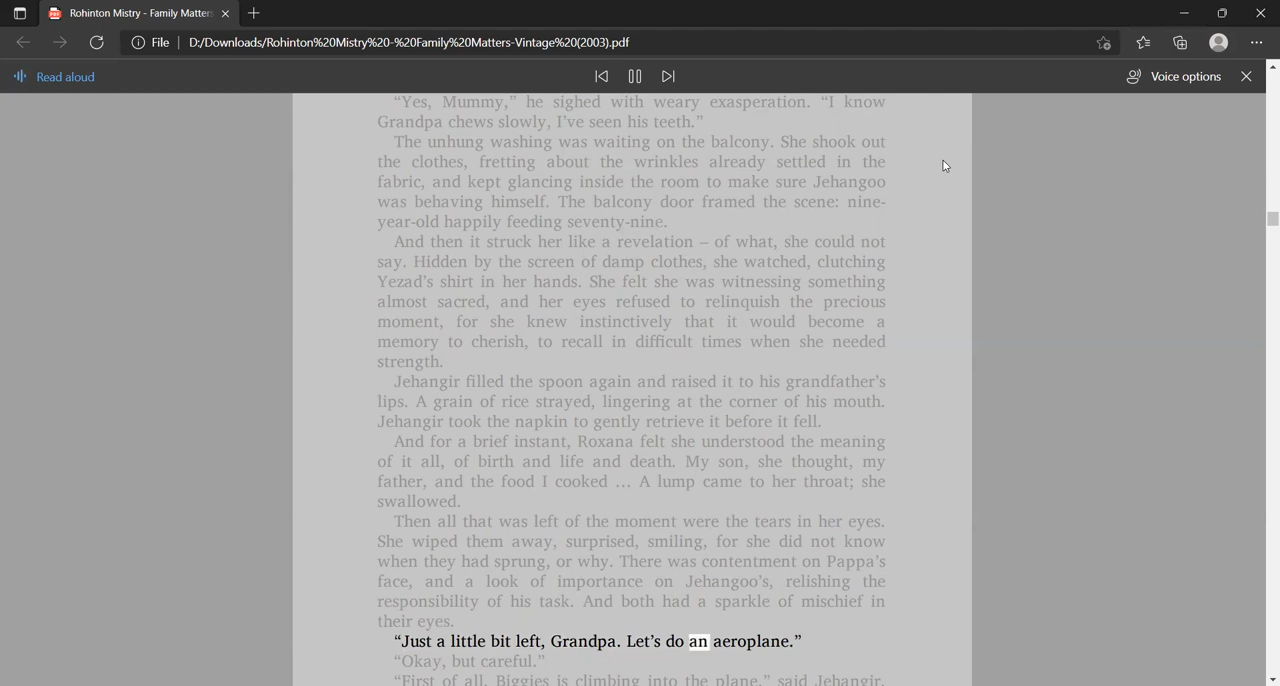 Rohinton Mistry - Family Matters
File
D:/Downloads/Rohinton%20Mistry%20-%20Family%20Matters-Vintage%20(2003).pdf
Read aloud
Voice options
“Yes, Mummy,” he sighed with weary exasperation. “I know
Grandpa chews slowly, I’ve seen his teeth.”
The unhung washing was waiting on the balcony. She shook out
the clothes, fretting about the wrinkles already settled in the
fabric, and kept glancing inside the room to make sure Jehangoo
was behaving himself. The balcony door framed the scene: nine-
year-old happily feeding seventy-nine.
And then it struck her like a revelation – of what, she could not
say. Hidden by the screen of damp clothes, she watched, clutching
Yezad’s shirt in her hands. She felt she was witnessing something
almost sacred, and her eyes refused to relinquish the precious
moment, for she knew instinctively that it would become a
memory to cherish, to recall in difficult times when she needed
strength.
Jehangir filled the spoon again and raised it to his grandfather’s
lips. A grain of rice strayed, lingering at the corner of his mouth.
Jehangir took the napkin to gently retrieve it before it fell.
And for a brief instant, Roxana felt she understood the meaning
of it all, of birth and life and death. My son, she thought, my
father, and the food I cooked … A lump came to her throat; she
swallowed.
Then all that was left of the moment were the tears in her eyes.
She wiped them away, surprised, smiling, for she did not know
when they had sprung, or why. There was contentment on Pappa’s
face, and a look of importance on Jehangoo’s, relishing the
responsibility of his task. And both had a sparkle of mischief in
their eyes.
“Just a little bit left, Grandpa. Let’s do an aeroplane.”
“Okay, but careful.”
“First of all, Biggles is climbing into the plane,” said Jehangir,